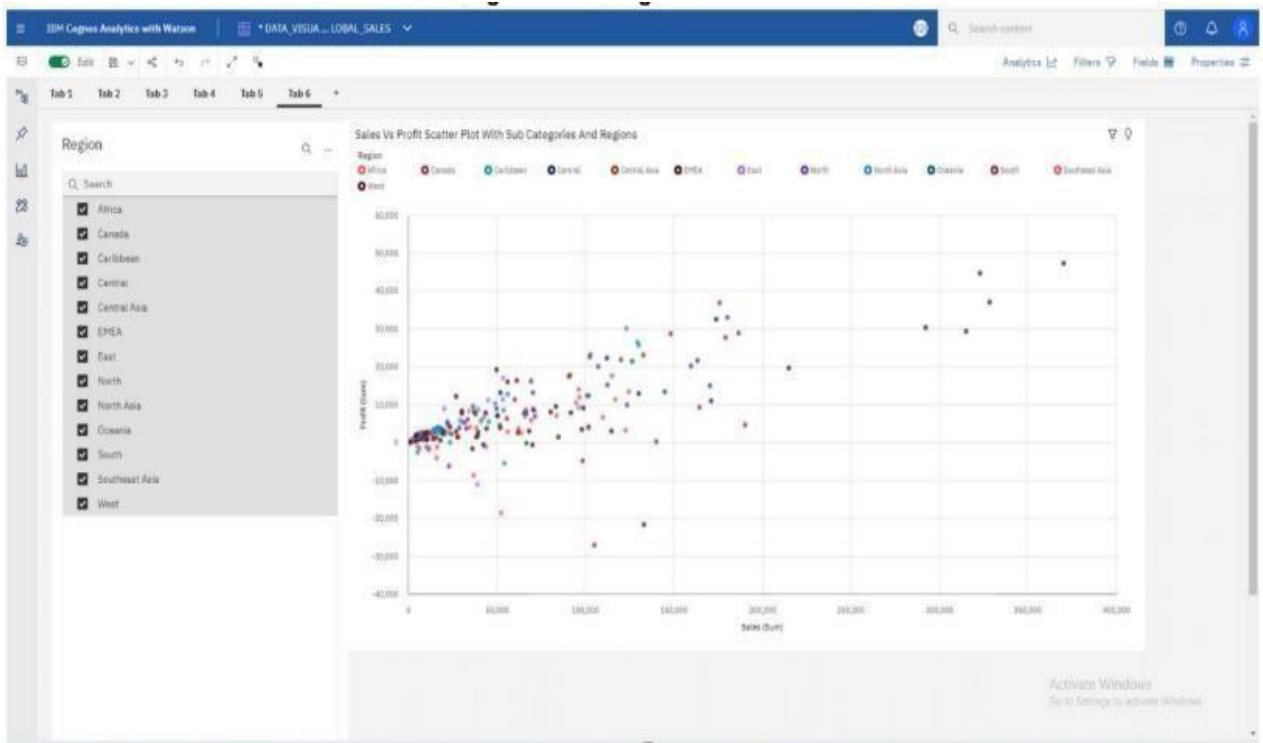 IBM Cognos Analytics with Watson
* DATA_VISUA ... LOBAL_SALES
Search content
Edit
Analytics
Filters
Fields
Properties
Tab 1 Tab 2 Tab 3 Tab 4 Tab 5 Tab 6 +
Region
Search
Africa
Canada
Caribbean
Central
Central Asia
EMEA
East
North
North Asia
Oceania
South
Southeast Asia
West
Sales Vs Profit Scatter Plot With Sub Categories And Regions
Region
Africa Canada Caribbean Central Central Asia EMEA East North North Asia Oceania South Southeast Asia
West
60,000
50,000
40,000
30,000
20,000
10,000
0
-10,000
-20,000
-30,000
-40,000
Profit (Sum)
0 50,000 100,000 150,000 200,000 250,000 300,000 350,000 400,000
Sales (Sum)
Activate Windows
Go to Settings to activate Windows.